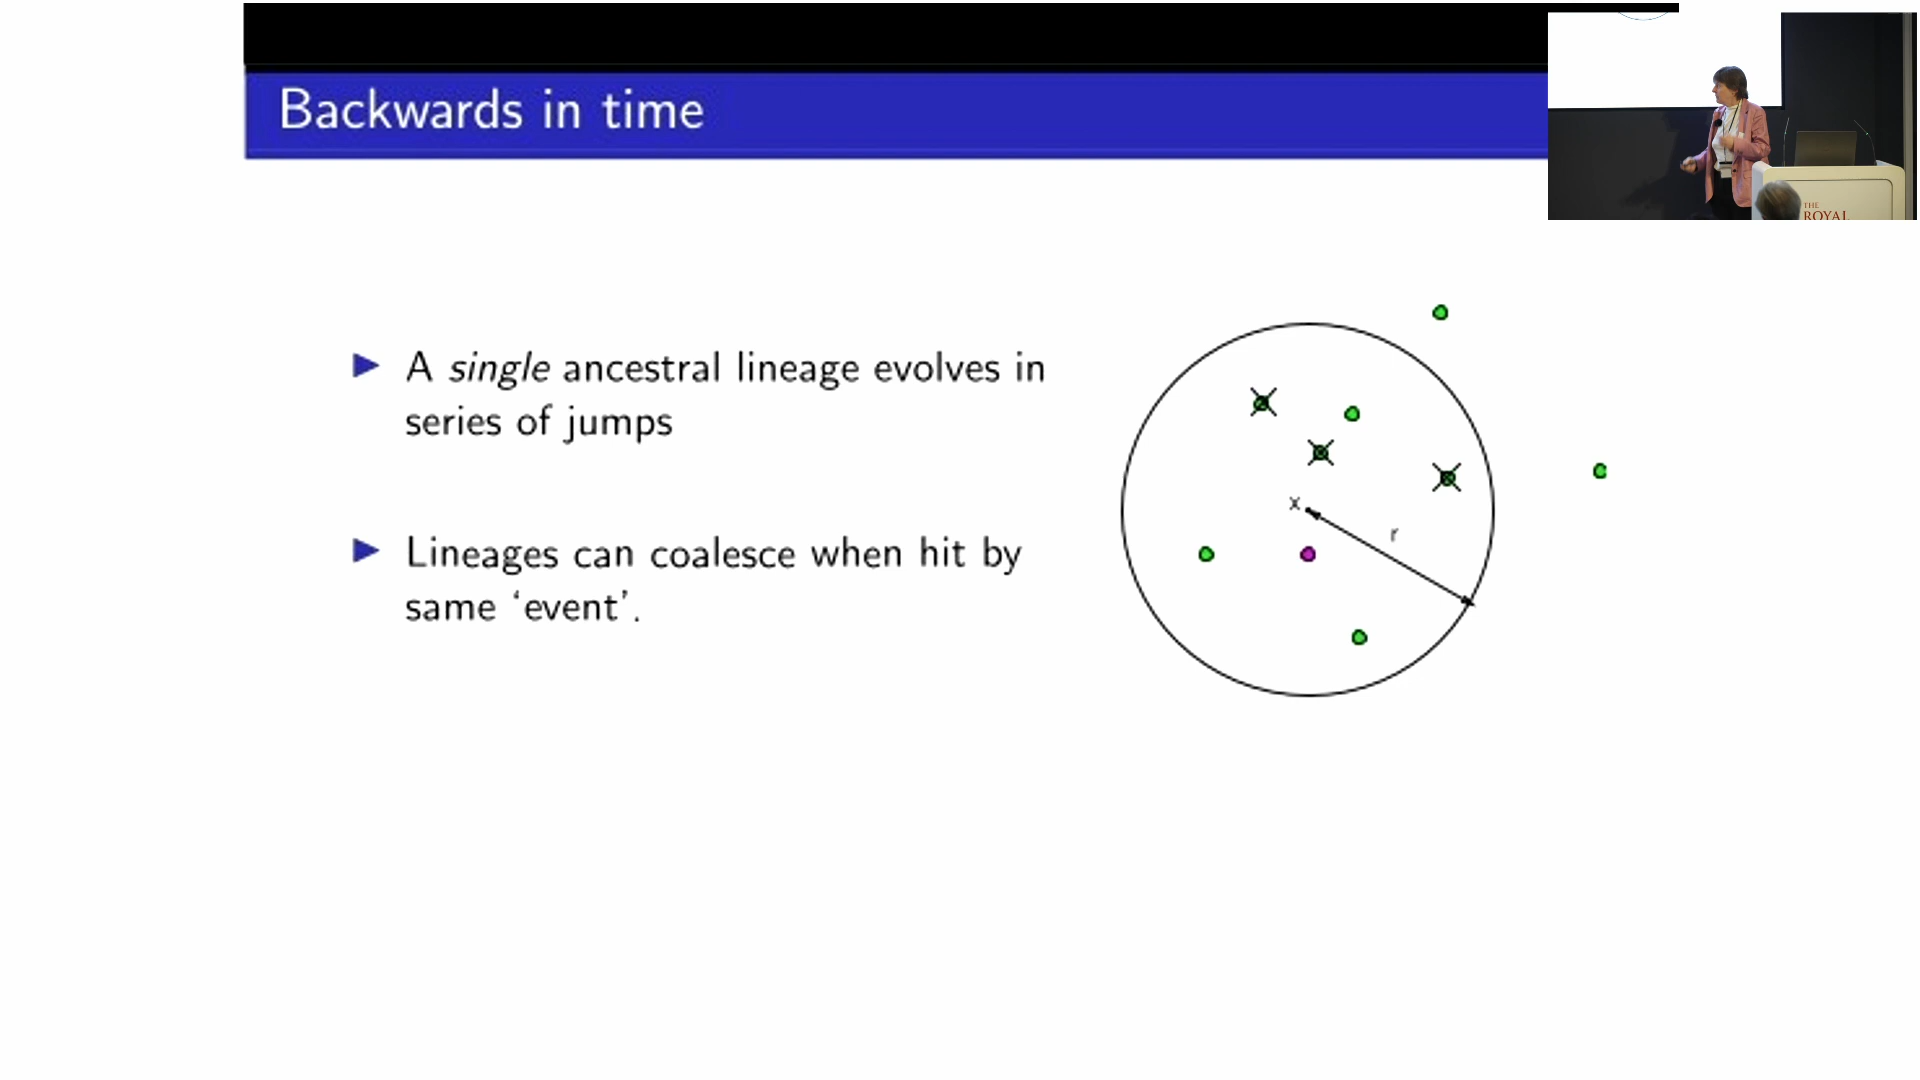 Backwards in time
THE
ROYAL
A single ancestral lineage evolves in
series of jumps
Lineages can coalesce when hit by
same ‘event’.
x
r